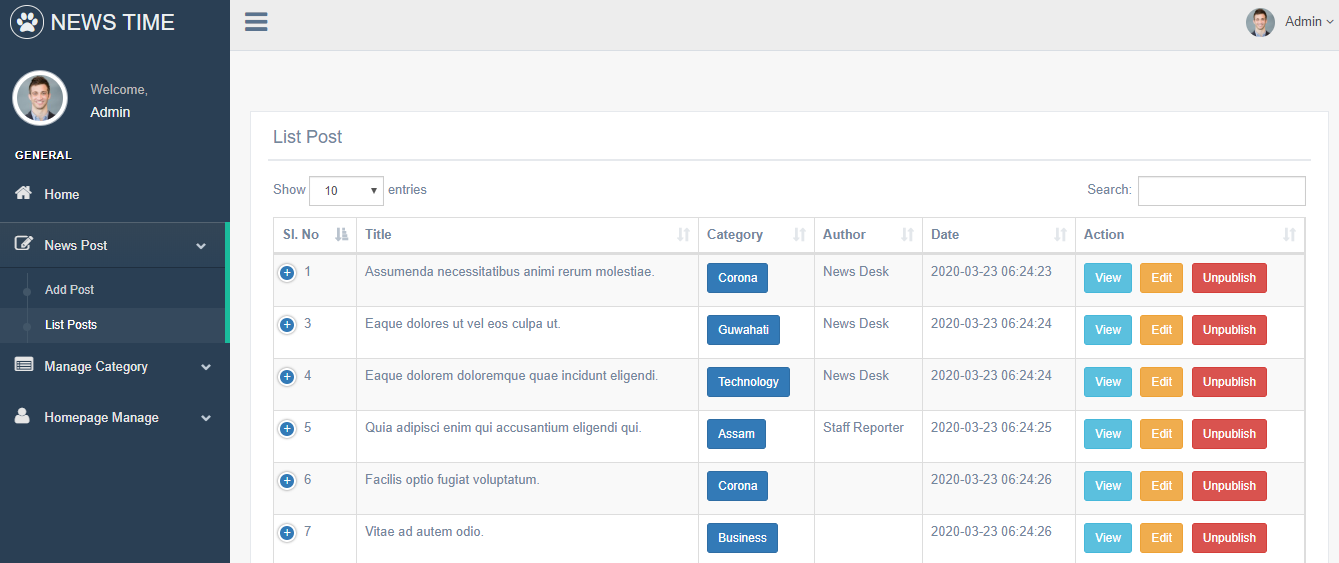 NEWS TIME
Admin
Welcome,
Admin
GENERAL
Home
News Post
Add Post
List Posts
Manage Category
Homepage Manage
List Post
Show 10 entries
Search:
Sl. No Title Category Author Date Action
1 Assumenda necessitatibus animi rerum molestiae. Corona News Desk 2020-03-23 06:24:23 View Edit Unpublish
3 Eaque dolores ut vel eos culpa ut. Guwahati News Desk 2020-03-23 06:24:24 View Edit Unpublish
4 Eaque dolorem doloremque quae incidunt eligendi. Technology News Desk 2020-03-23 06:24:24 View Edit Unpublish
5 Quia adipisci enim qui accusantium eligendi qui. Assam Staff Reporter 2020-03-23 06:24:25 View Edit Unpublish
6 Facilis optio fugiat voluptatum. Corona 2020-03-23 06:24:26 View Edit Unpublish
7 Vitae ad autem odio. Business 2020-03-23 06:24:26 View Edit Unpublish